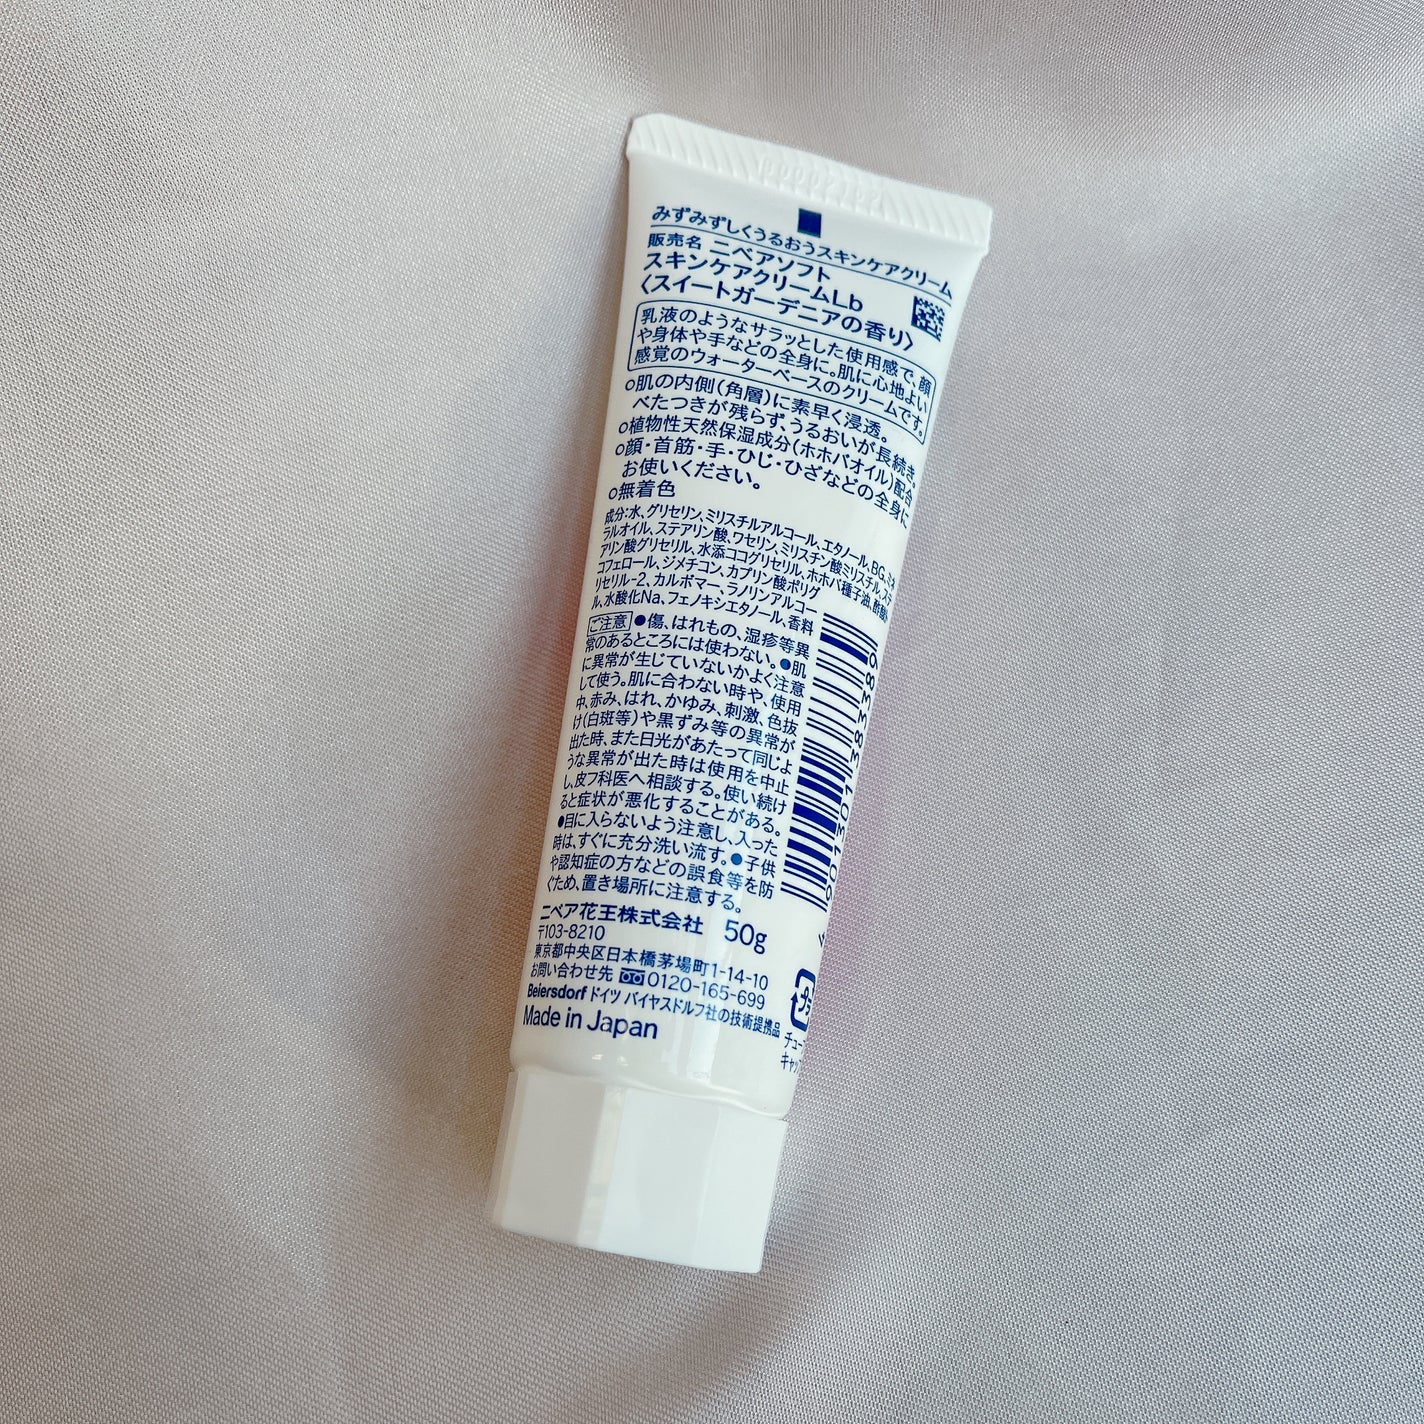 みずみずしくうるおうスキンケアクリーム
販売名 ニベアソフト
スキンケアクリームLb
〈スイートガーデニアの香り〉
乳液のようなサラッとした使用感で、顔
や身体や手などの全身に。肌に心地よい
感覚のウォーターベースのクリームです。
○肌の内側(角層)に素早く浸透。
べたつきが残らず、うるおいが長続き。
○植物性天然保湿成分(ホホバオイル)配合
○顔・首筋・手・ひじ・ひざなどの全身に
お使いください。
○無着色
成分:水、グリセリン、ミリスチルアルコール、エタノール、BG、ミネ
ラルオイル、ステアリン酸、ワセリン、ミリスチン酸ミリスチル、ステ
アリン酸グリセリル、水添ココグリセリル、ホホバ種子油、酢酸
コフェロール、ジメチコン、カプリン酸ポリグ
リセリル-2、カルボマー、ラノリンアルコー
ル、水酸化Na、フェノキシエタノール、香料
ご注意 ●傷、はれもの、湿疹等異
常のあるところには使わない。●肌
に異常が生じていないかよく注意
して使う。肌に合わない時や、使用
中、赤み、はれ、かゆみ、刺激、色抜
け(白斑等)や黒ずみ等の異常が
出た時、また日光があたって同じよ
うな異常が出た時は使用を中止
し、皮フ科医へ相談する。使い続け
ると症状が悪化することがある。
●目に入らないよう注意し、入った
時は、すぐに充分洗い流す。●子供
や認知症の方などの誤食等を防
ぐため、置き場所に注意する。
ニベア花王株式会社 50g
〒103-8210
東京都中央区日本橋茅場町1-14-10
お問い合わせ先 0120-165-699
Beiersdorf ドイツ バイヤスドルフ社の技術提携品
Made in Japan
プラ
チュー
キャッ